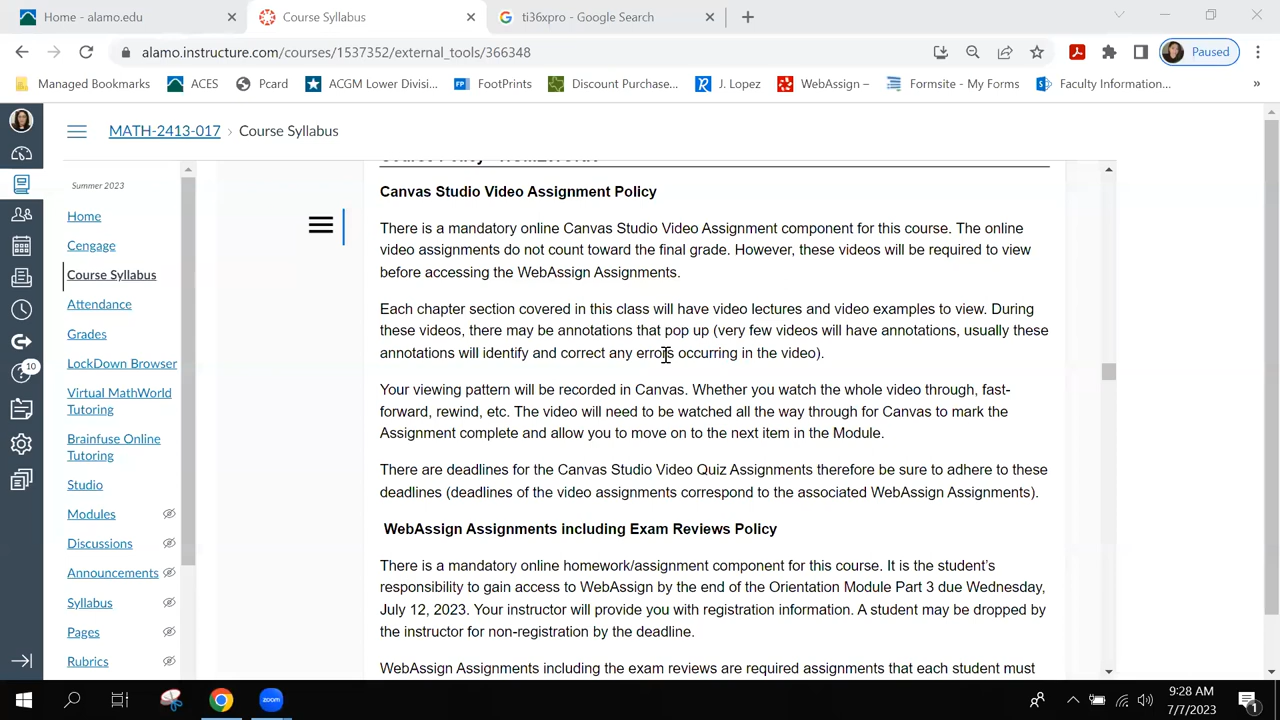 Home - alamo.edu
Course Syllabus
ti36xpro - Google Search
alamo.instructure.com/courses/1537352/external_tools/366348
Paused
Managed Bookmarks
ACES
Pcard
ACGM Lower Divisi...
FootPrints
Discount Purchase...
J. Lopez
WebAssign –
Formsite - My Forms
Faculty Information...
»
MATH-2413-017 › Course Syllabus
Summer 2023
Home
Cengage
Course Syllabus
Attendance
Grades
LockDown Browser
Virtual MathWorld
Tutoring
Brainfuse Online
Tutoring
Studio
Modules
Discussions
Announcements
Syllabus
Pages
Rubrics
10
Canvas Studio Video Assignment Policy
There is a mandatory online Canvas Studio Video Assignment component for this course. The online
video assignments do not count toward the final grade. However, these videos will be required to view
before accessing the WebAssign Assignments.
Each chapter section covered in this class will have video lectures and video examples to view. During
these videos, there may be annotations that pop up (very few videos will have annotations, usually these
annotations will identify and correct any errors occurring in the video).
Your viewing pattern will be recorded in Canvas. Whether you watch the whole video through, fast-
forward, rewind, etc. The video will need to be watched all the way through for Canvas to mark the
Assignment complete and allow you to move on to the next item in the Module.
There are deadlines for the Canvas Studio Video Quiz Assignments therefore be sure to adhere to these
deadlines (deadlines of the video assignments correspond to the associated WebAssign Assignments).
WebAssign Assignments including Exam Reviews Policy
There is a mandatory online homework/assignment component for this course. It is the student's
responsibility to gain access to WebAssign by the end of the Orientation Module Part 3 due Wednesday,
July 12, 2023. Your instructor will provide you with registration information. A student may be dropped by
the instructor for non-registration by the deadline.
WebAssign Assignments including the exam reviews are required assignments that each student must
zoom
9:28 AM
7/7/2023
1